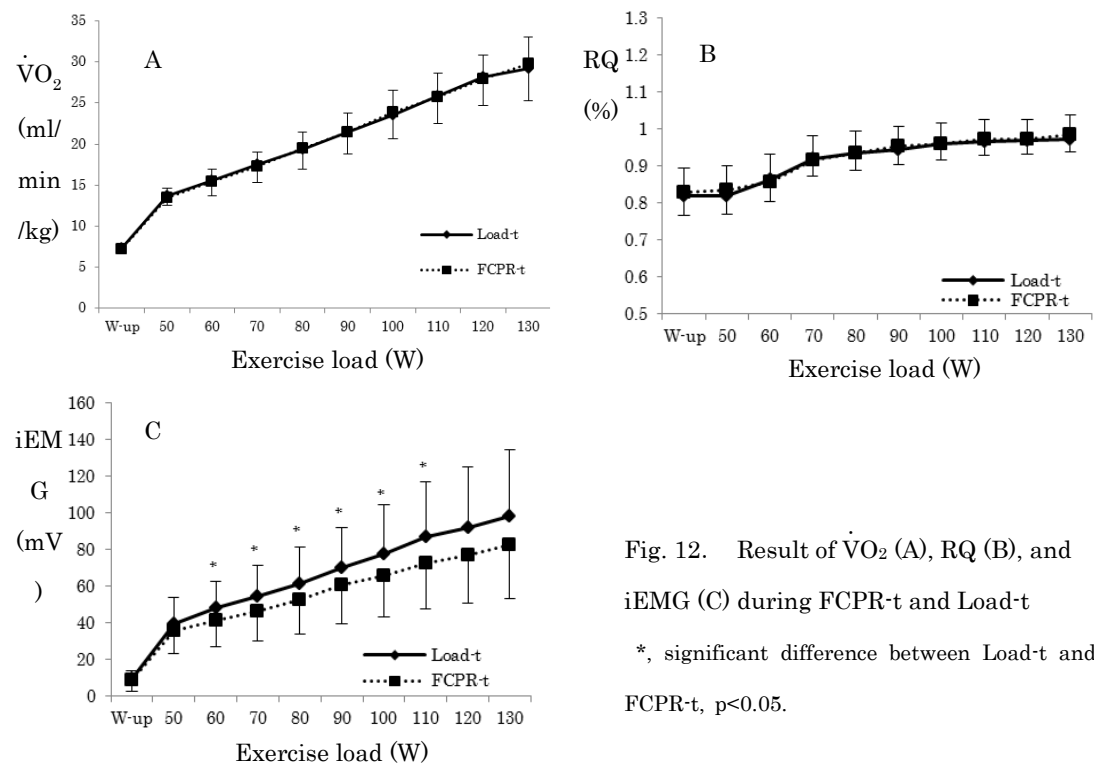 A
V̇O₂
(ml/
min
/kg)
35
30
25
20
15
10
5
0
Load-t
FCPR-t
W-up 50 60 70 80 90 100 110 120 130
Exercise load (W)
B
RQ
(%)
1.3
1.2
1.1
1
0.9
0.8
0.7
0.6
0.5
Load-t
FCPR-t
W-up 50 60 70 80 90 100 110 120 130
Exercise load (W)
C
iEM
G
(mV
)
160
140
120
100
80
60
40
20
0
* * * * * *
Load-t
FCPR-t
W-up 50 60 70 80 90 100 110 120 130
Exercise load (W)
Fig. 12. Result of V̇O₂ (A), RQ (B), and
iEMG (C) during FCPR-t and Load-t
*, significant difference between Load-t and
FCPR-t, p<0.05.